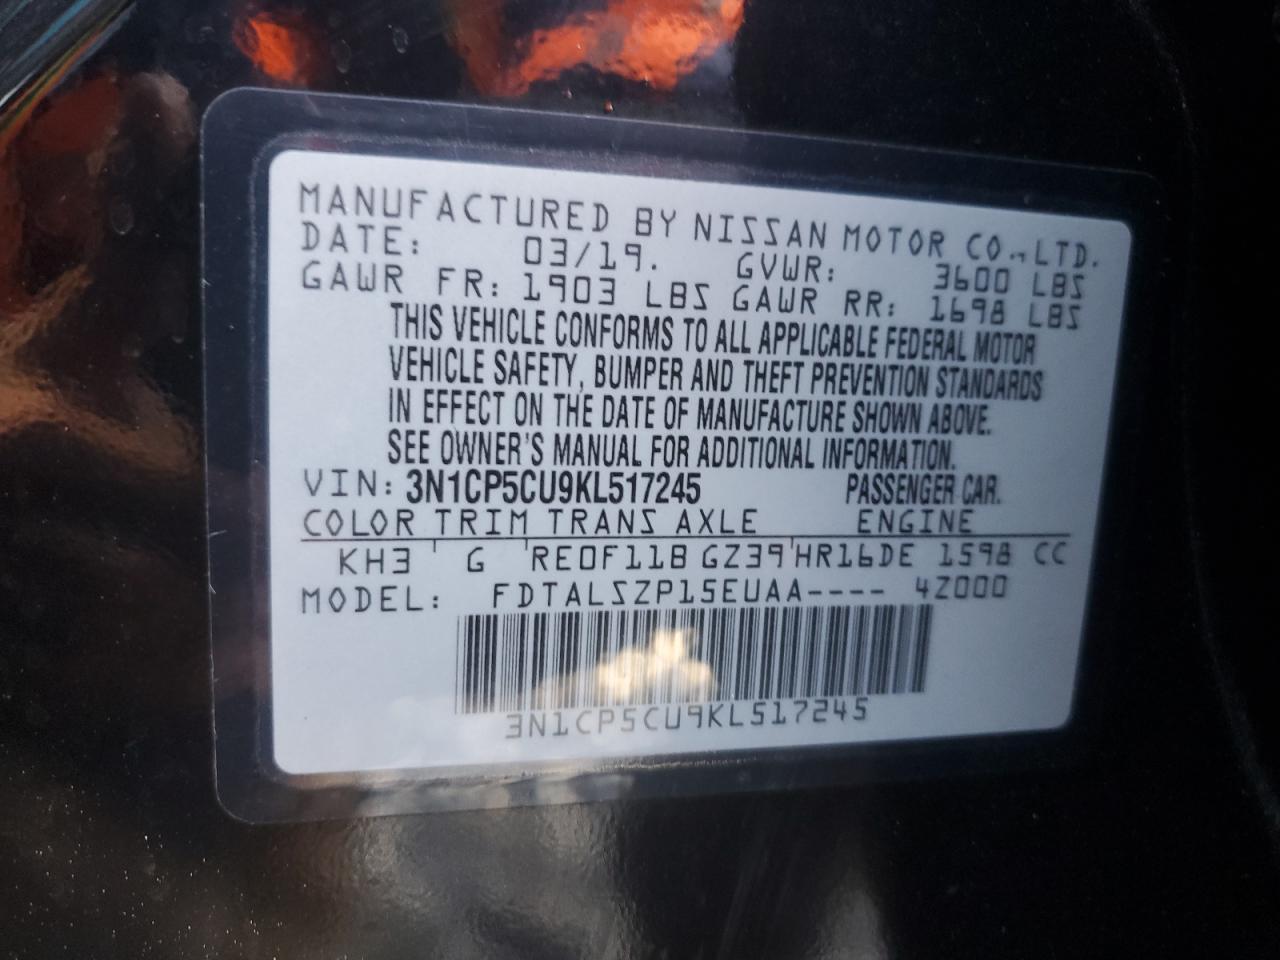 MANUFACTURED BY NISSAN MOTOR CO.,LTD.
DATE: 03/19. GVWR: 3600 LBS
GAWR FR: 1903 LBS GAWR RR: 1698 LBS
THIS VEHICLE CONFORMS TO ALL APPLICABLE FEDERAL MOTOR
VEHICLE SAFETY, BUMPER AND THEFT PREVENTION STANDARDS
IN EFFECT ON THE DATE OF MANUFACTURE SHOWN ABOVE.
SEE OWNER'S MANUAL FOR ADDITIONAL INFORMATION.
VIN: 3N1CP5CU9KL517245 PASSENGER CAR.
COLOR TRIM TRANS AXLE ENGINE
KH3 G RE0F11B GZ39 HR16DE 1598 CC
MODEL: FDTALSZP15EUAA---- 4Z000
3N1CP5CU9KL517245